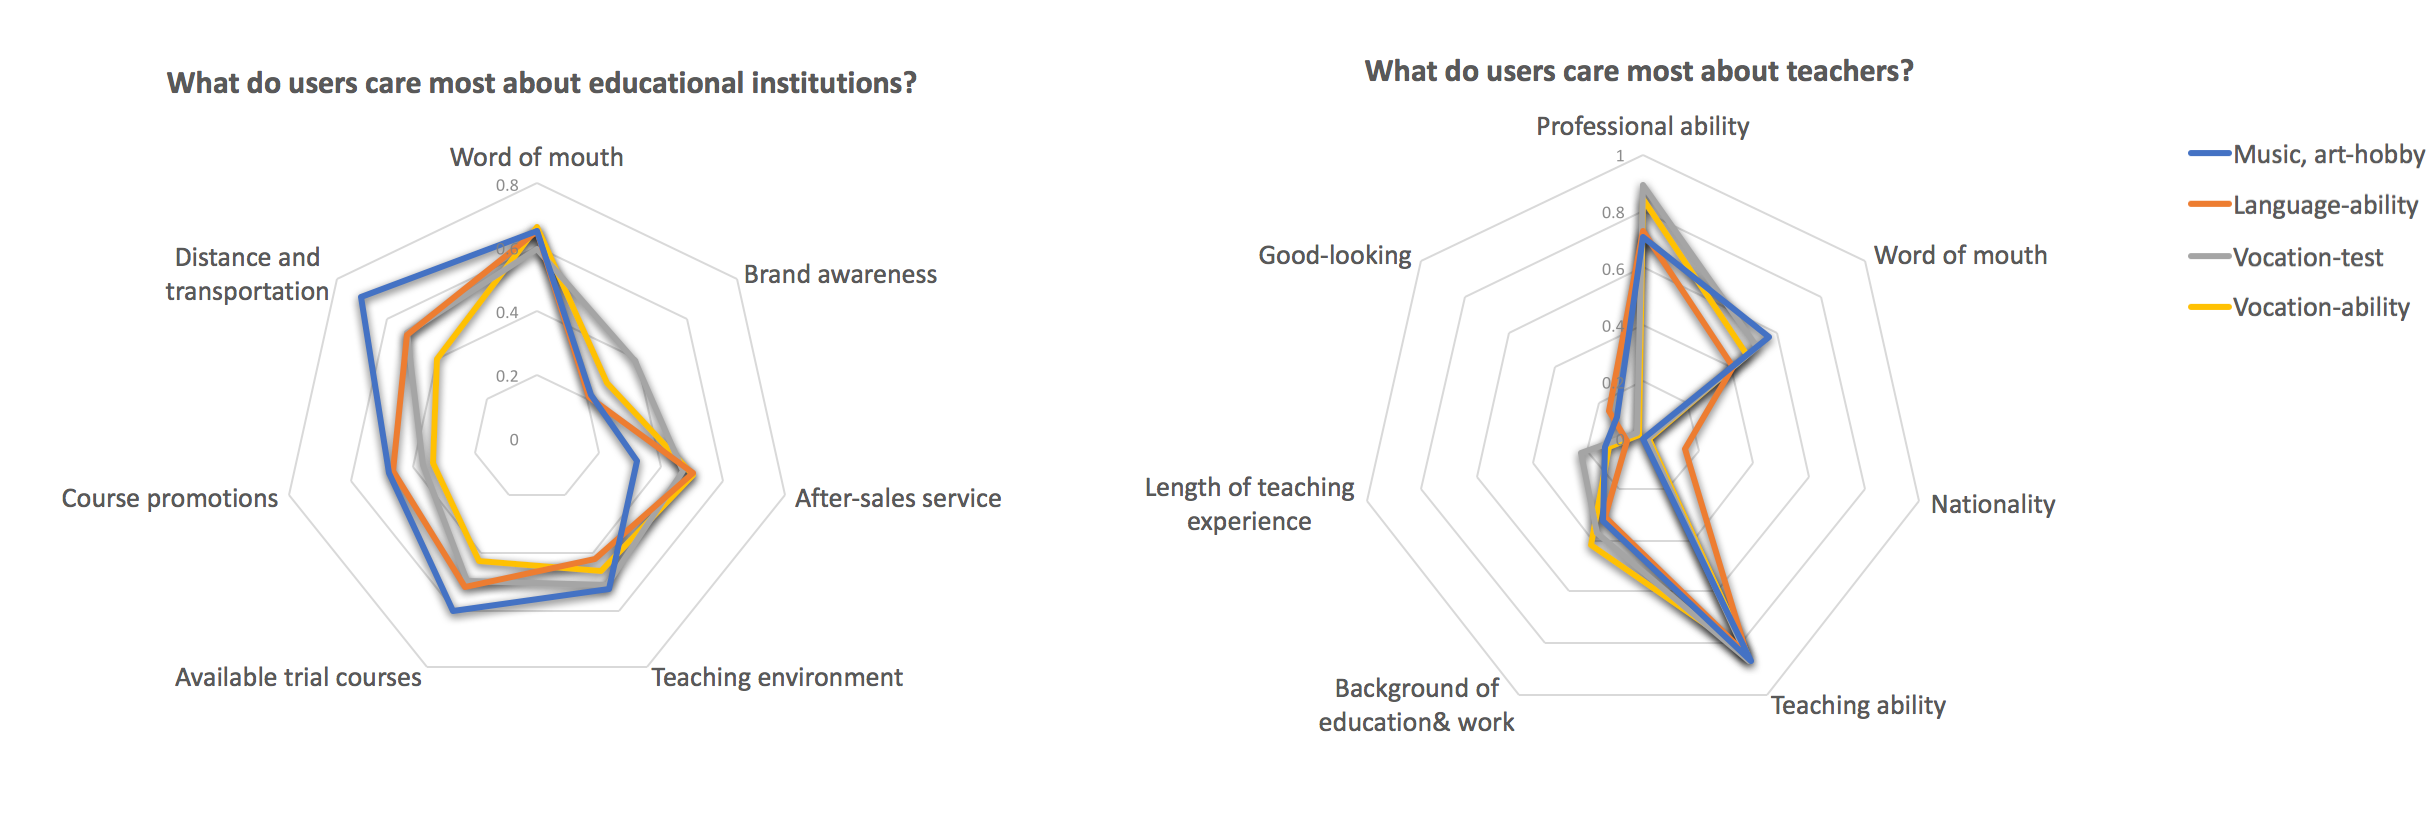 What do users care most about educational institutions?
Word of mouth
0.8
0.6
0.4
0.2
0
Distance and
transportation
Brand awareness
Course promotions
After-sales service
Available trial courses
Teaching environment
What do users care most about teachers?
Professional ability
1
0.8
0.6
0.4
0.2
0
Good-looking
Word of mouth
Length of teaching
experience
Nationality
Background of
education& work
Teaching ability
Music, art-hobby
Language-ability
Vocation-test
Vocation-ability